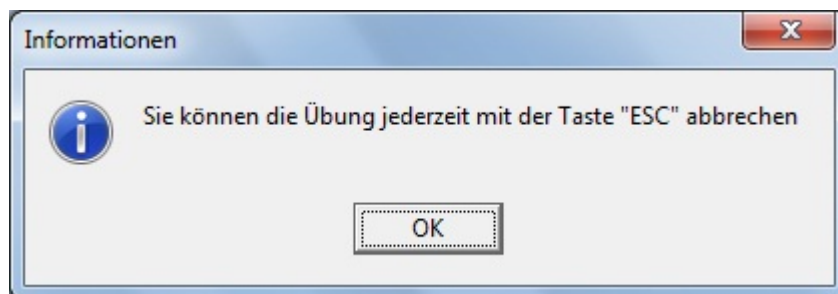 Informationen
Sie können die Übung jederzeit mit der Taste "ESC" abbrechen
OK